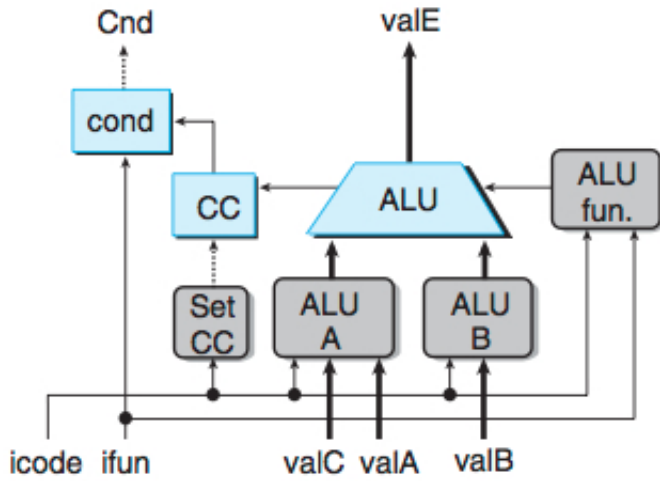 Cnd
valE
cond
CC
ALU
ALU
fun.
Set
CC
ALU
A
ALU
B
icode
ifun
valC
valA
valB